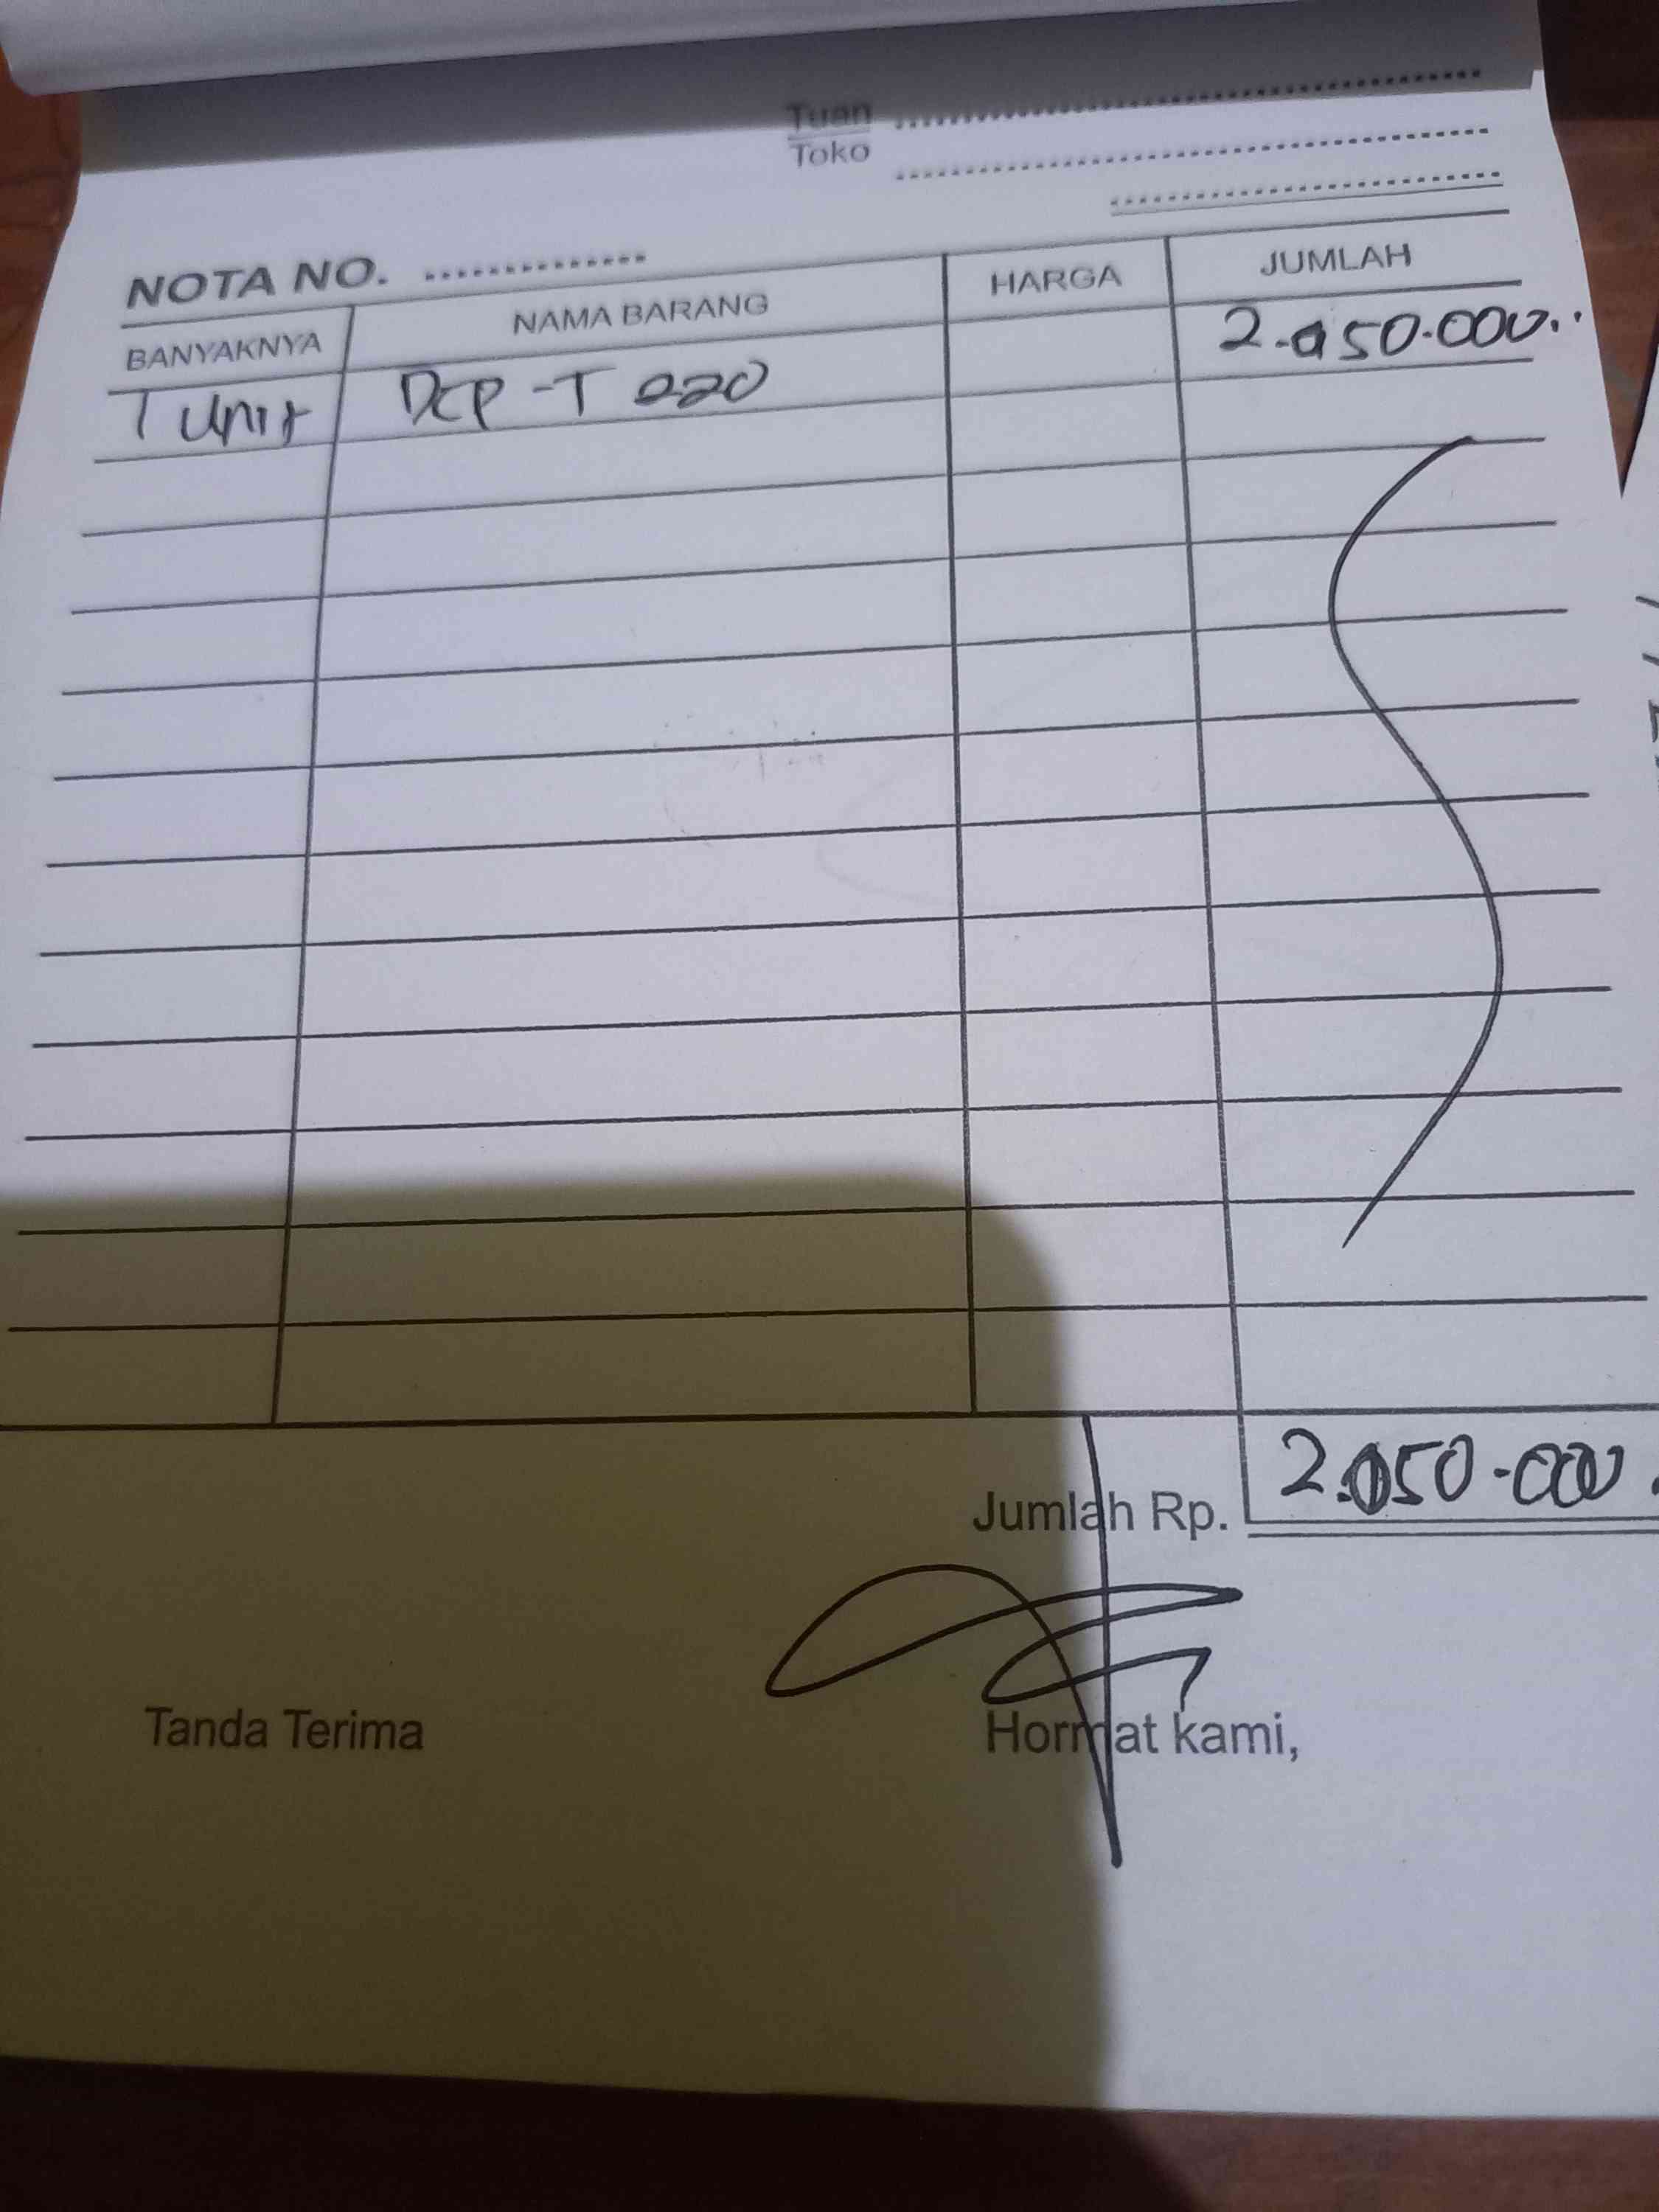 Tuan
Toko
NOTA NO.
BANYAKNYA NAMA BARANG HARGA JUMLAH
1 Unit DCP-T 220 2.050.000..
Jumlah Rp. 2.050.000.
Tanda Terima Hormat kami,